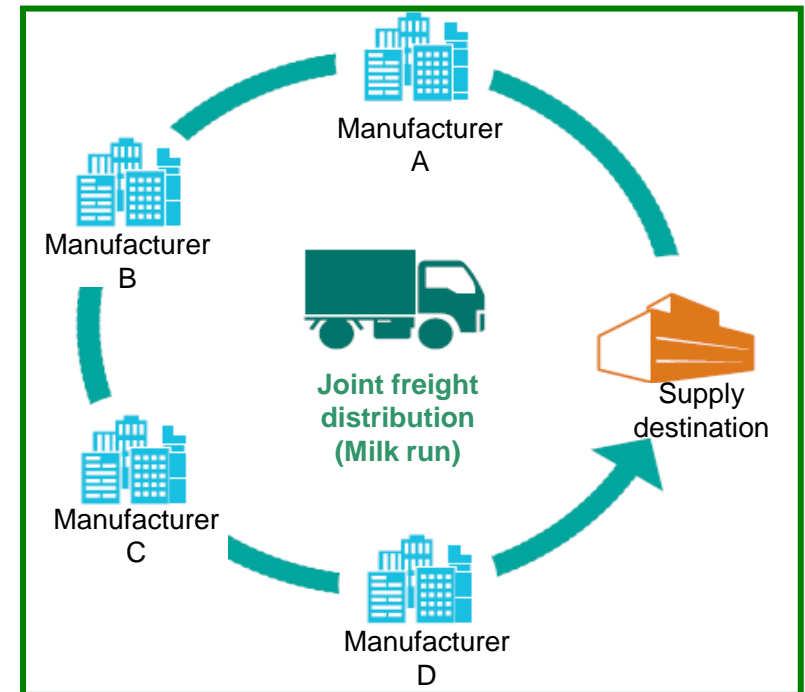 Manufacturer
A
Manufacturer
B
Joint freight
distribution
(Milk run)
Supply
destination
Manufacturer
C
Manufacturer
D